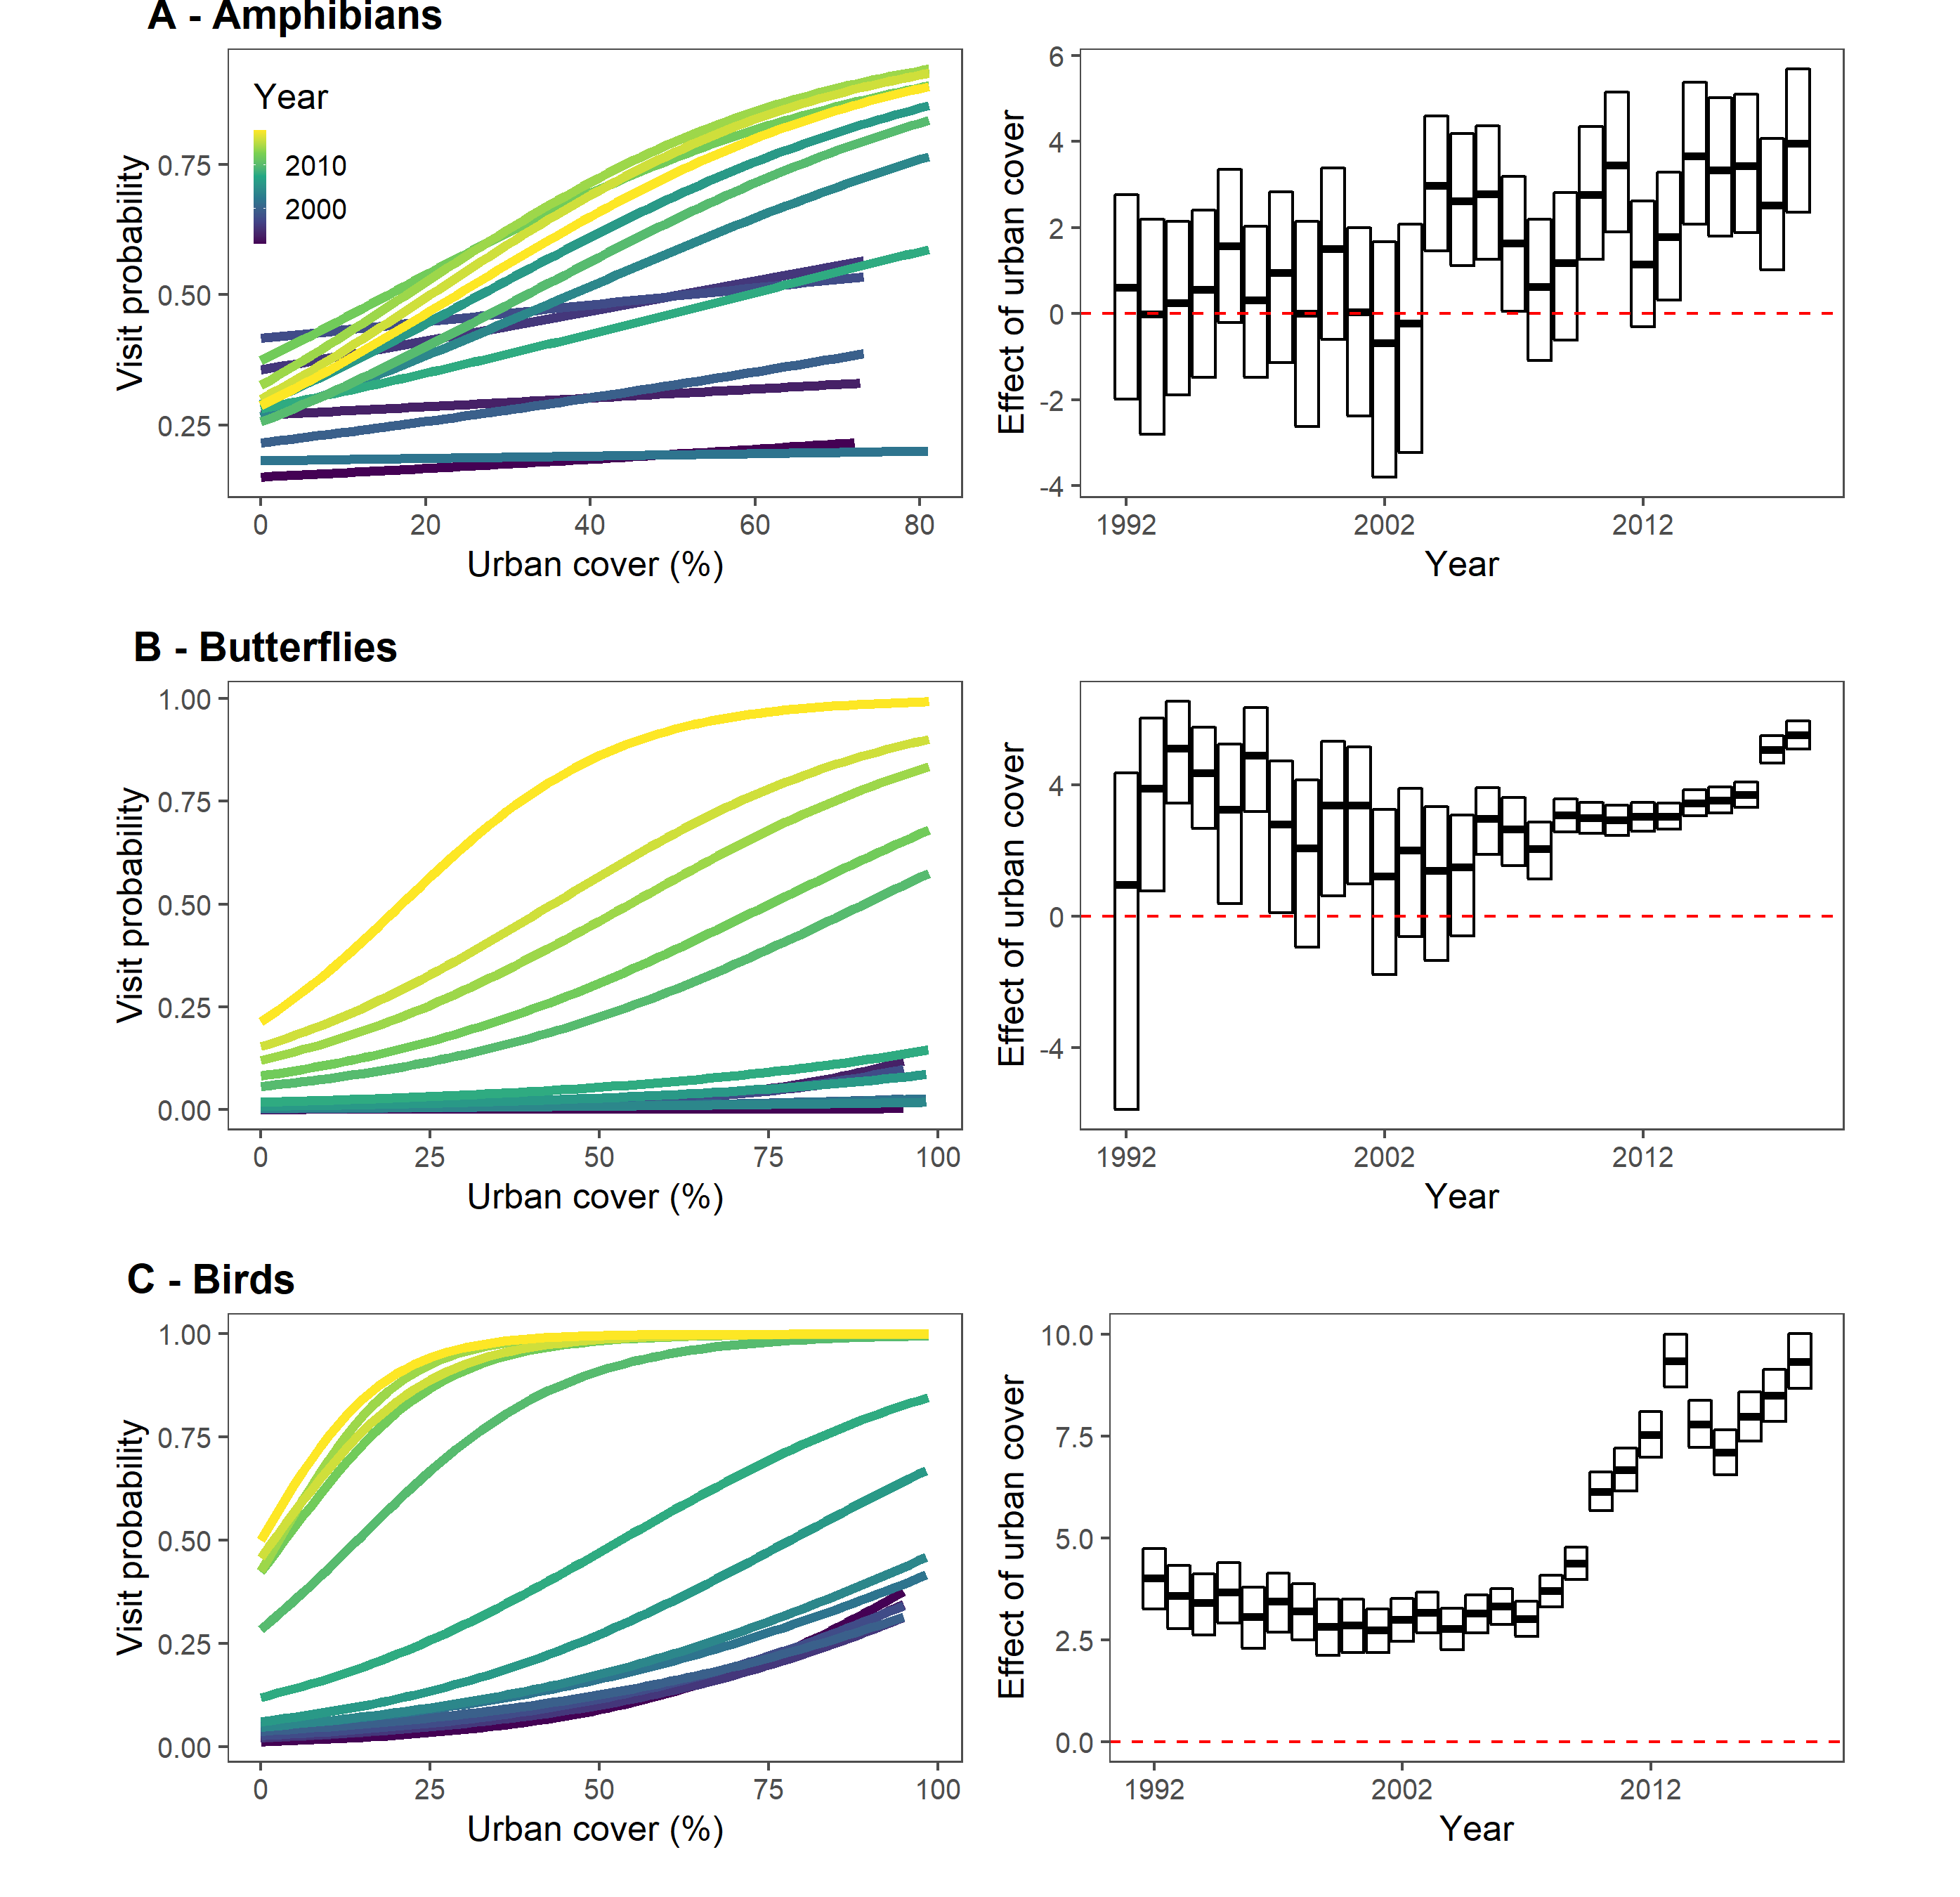 A - Amphibians
Year
2010
2000
Visit probability
0.75
0.50
0.25
0 20 40 60 80
Urban cover (%)
Effect of urban cover
6
4
2
0
-2
-4
1992 2002 2012
Year
B - Butterflies
Visit probability
1.00
0.75
0.50
0.25
0.00
0 25 50 75 100
Urban cover (%)
Effect of urban cover
4
0
-4
1992 2002 2012
Year
C - Birds
Visit probability
1.00
0.75
0.50
0.25
0.00
0 25 50 75 100
Urban cover (%)
Effect of urban cover
10.0
7.5
5.0
2.5
0.0
1992 2002 2012
Year